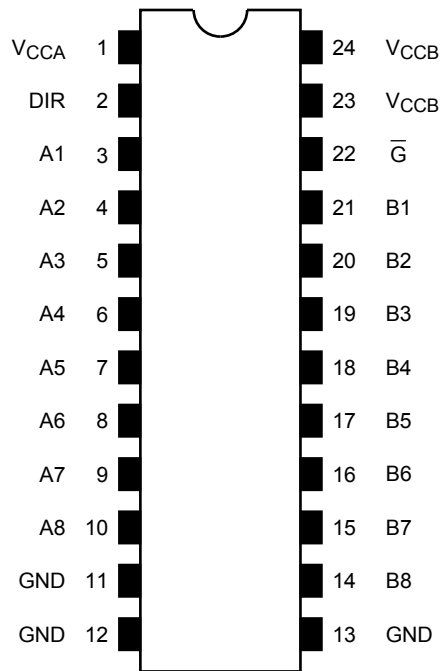 VCCA 1 24 VCCB
DIR 2 23 VCCB
A1 3 22 G̅
A2 4 21 B1
A3 5 20 B2
A4 6 19 B3
A5 7 18 B4
A6 8 17 B5
A7 9 16 B6
A8 10 15 B7
GND 11 14 B8
GND 12 13 GND